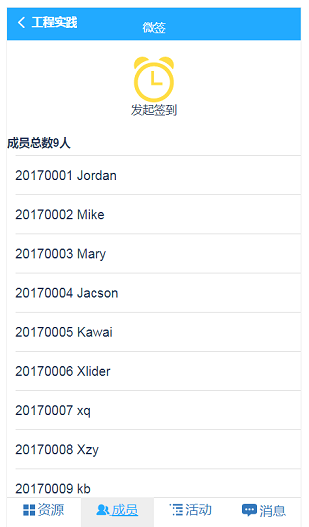 工程实践
微签
发起签到
成员总数9人
20170001 Jordan
20170002 Mike
20170003 Mary
20170004 Jacson
20170005 Kawai
20170006 Xlider
20170007 xq
20170008 Xzy
20170009 kb
资源 成员 活动 消息